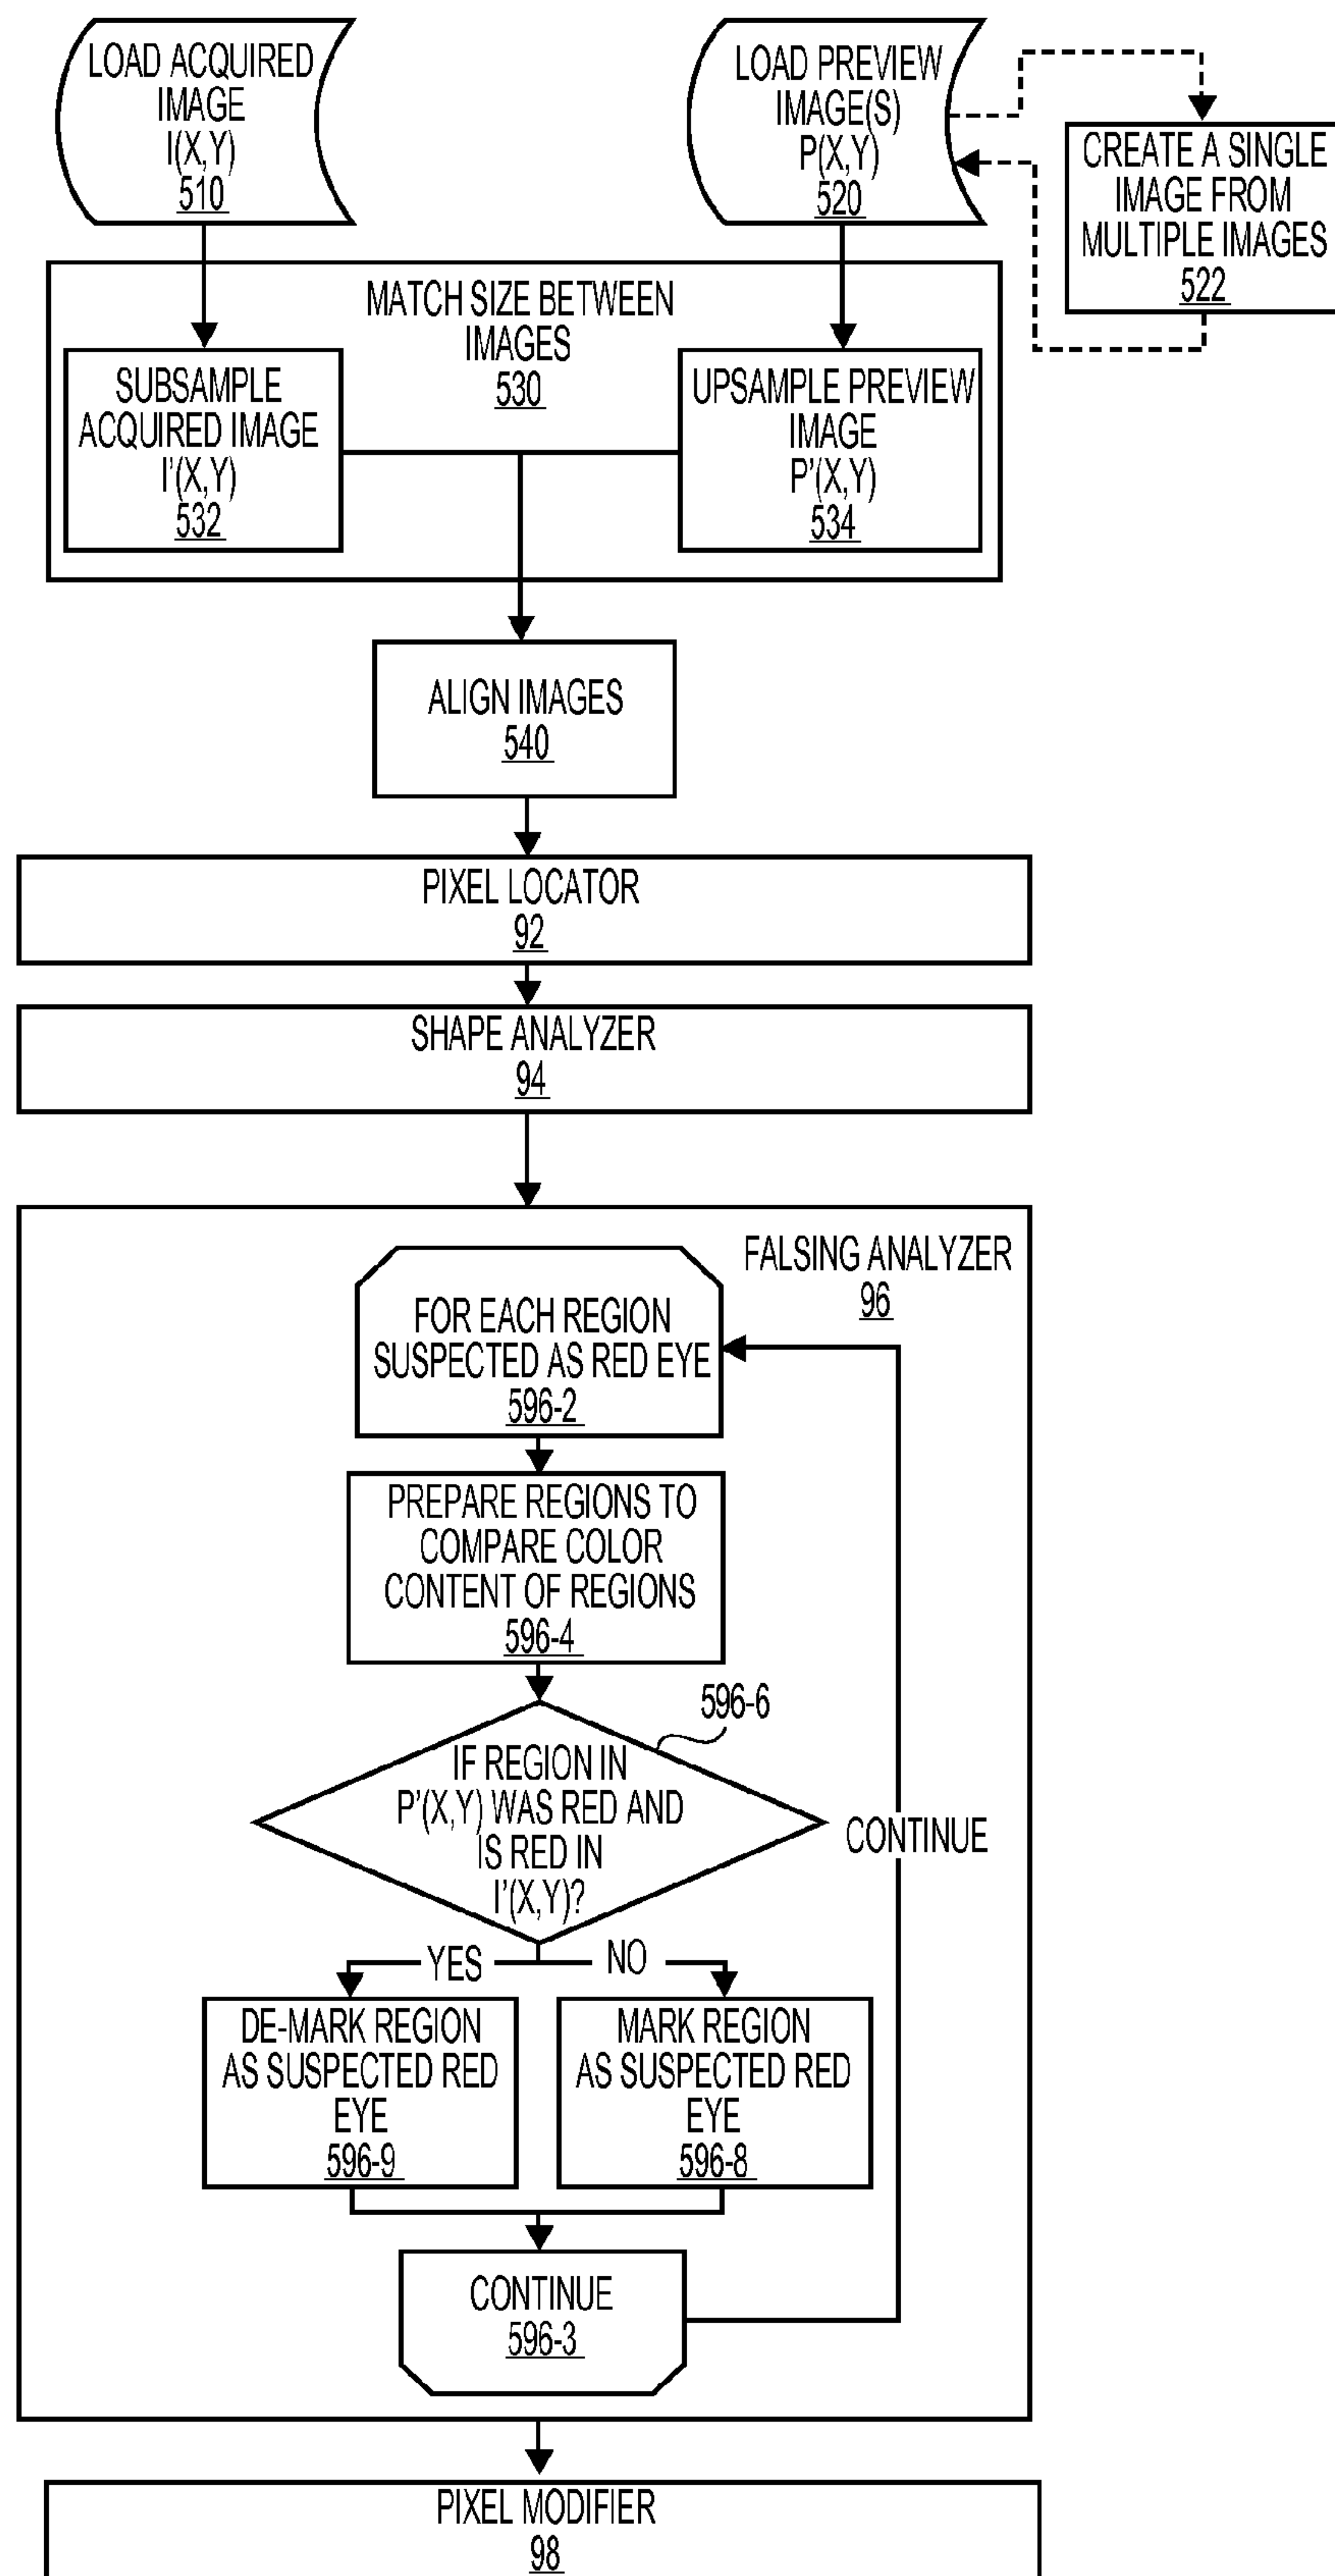 LOAD ACQUIRED
IMAGE
I(X,Y)
510
LOAD PREVIEW
IMAGE(S)
P(X,Y)
520
CREATE A SINGLE
IMAGE FROM
MULTIPLE IMAGES
522
MATCH SIZE BETWEEN
IMAGES
530
SUBSAMPLE
ACQUIRED IMAGE
I'(X,Y)
532
UPSAMPLE PREVIEW
IMAGE
P'(X,Y)
534
ALIGN IMAGES
540
PIXEL LOCATOR
92
SHAPE ANALYZER
94
FALSING ANALYZER
96
FOR EACH REGION
SUSPECTED AS RED EYE
596-2
PREPARE REGIONS TO
COMPARE COLOR
CONTENT OF REGIONS
596-4
596-6
IF REGION IN
P'(X,Y) WAS RED AND
IS RED IN
I'(X,Y)?
CONTINUE
YES
NO
DE-MARK REGION
AS SUSPECTED RED
EYE
596-9
MARK REGION
AS SUSPECTED RED
EYE
596-8
CONTINUE
596-3
PIXEL MODIFIER
98